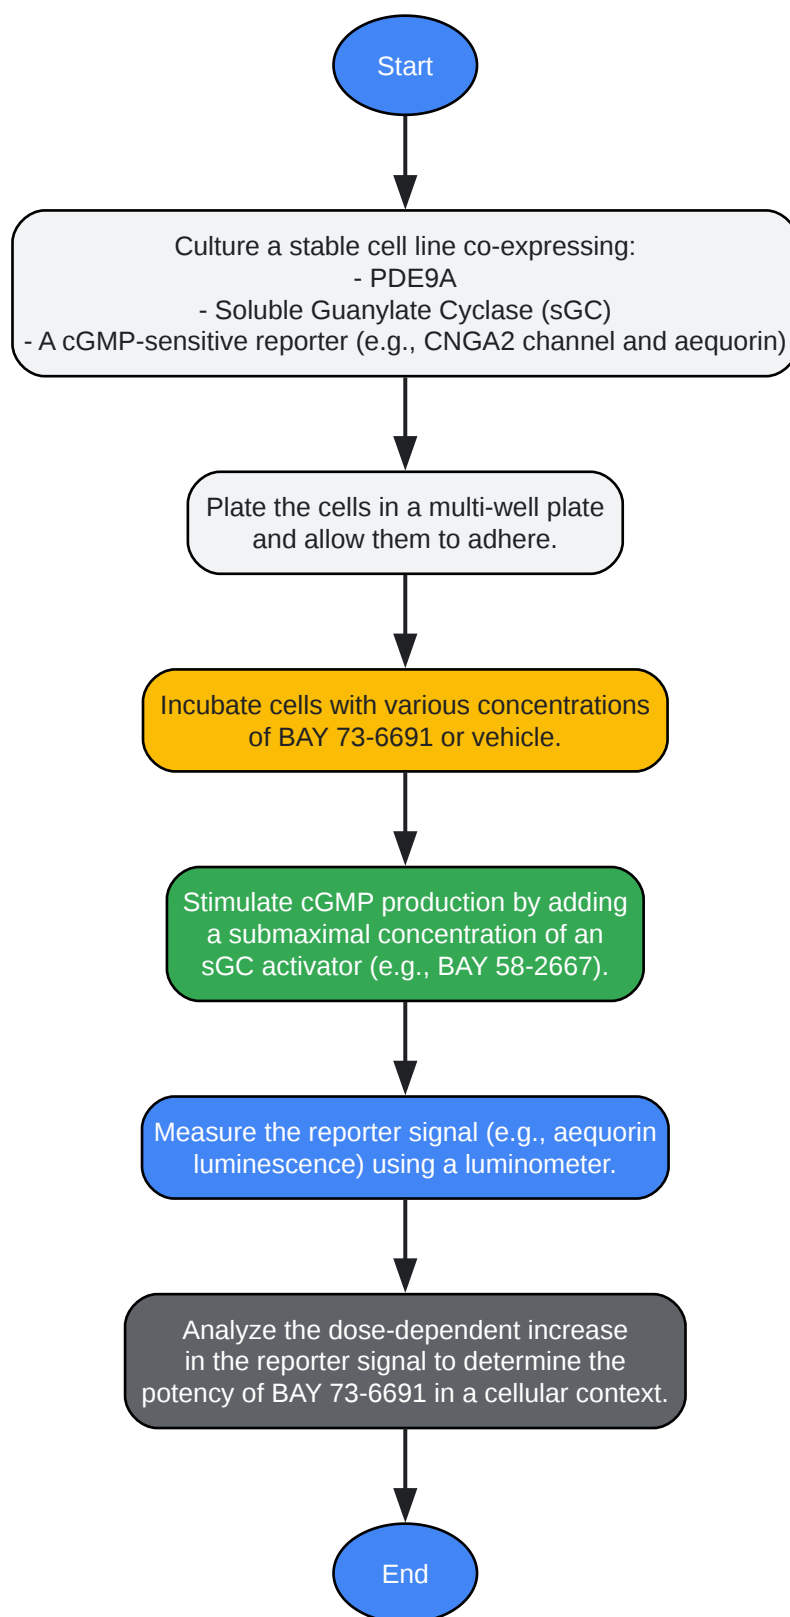 Start
Culture a stable cell line co-expressing:
- PDE9A
- Soluble Guanylate Cyclase (sGC)
- A cGMP-sensitive reporter (e.g., CNGA2 channel and aequorin)
Plate the cells in a multi-well plate
and allow them to adhere.
Incubate cells with various concentrations
of BAY 73-6691 or vehicle.
Stimulate cGMP production by adding
a submaximal concentration of an
sGC activator (e.g., BAY 58-2667).
Measure the reporter signal (e.g., aequorin
luminescence) using a luminometer.
Analyze the dose-dependent increase
in the reporter signal to determine the
potency of BAY 73-6691 in a cellular context.
End